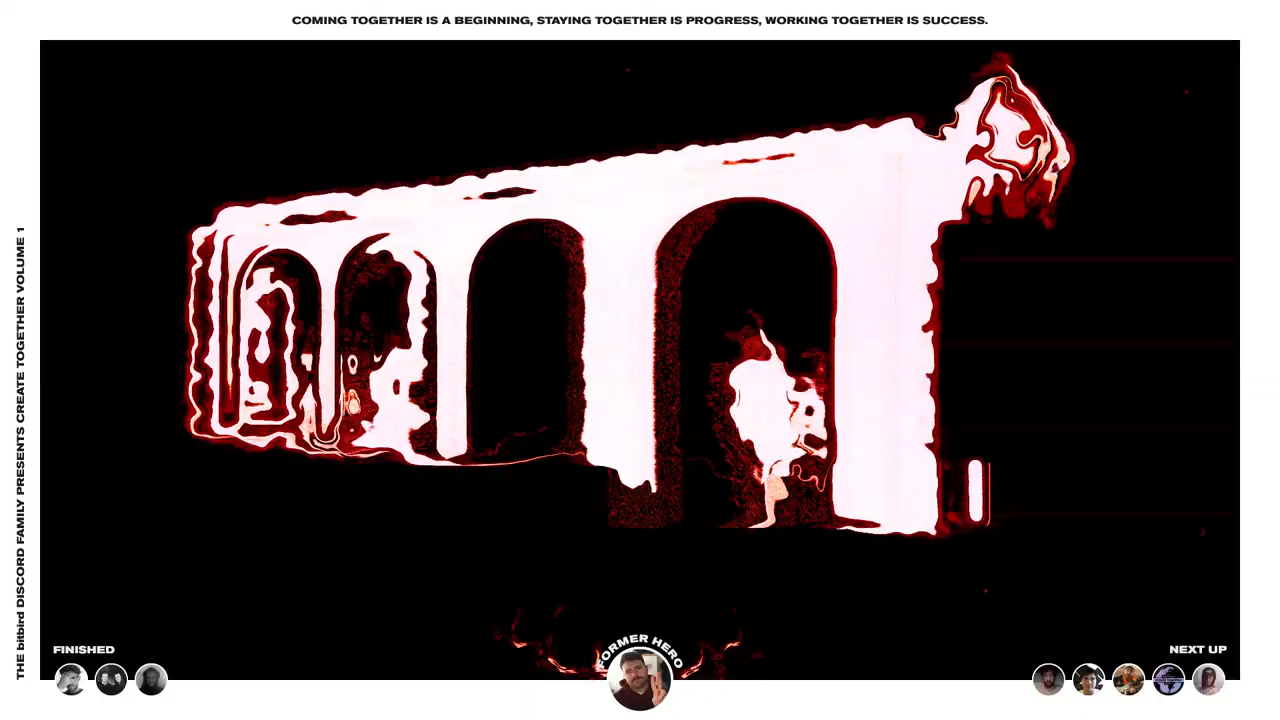 COMING TOGETHER IS A BEGINNING, STAYING TOGETHER IS PROGRESS, WORKING TOGETHER IS SUCCESS.
THE bitbird DISCORD FAMILY PRESENTS CREATE TOGETHER VOLUME 1
FINISHED
FORMER HERO
NEXT UP